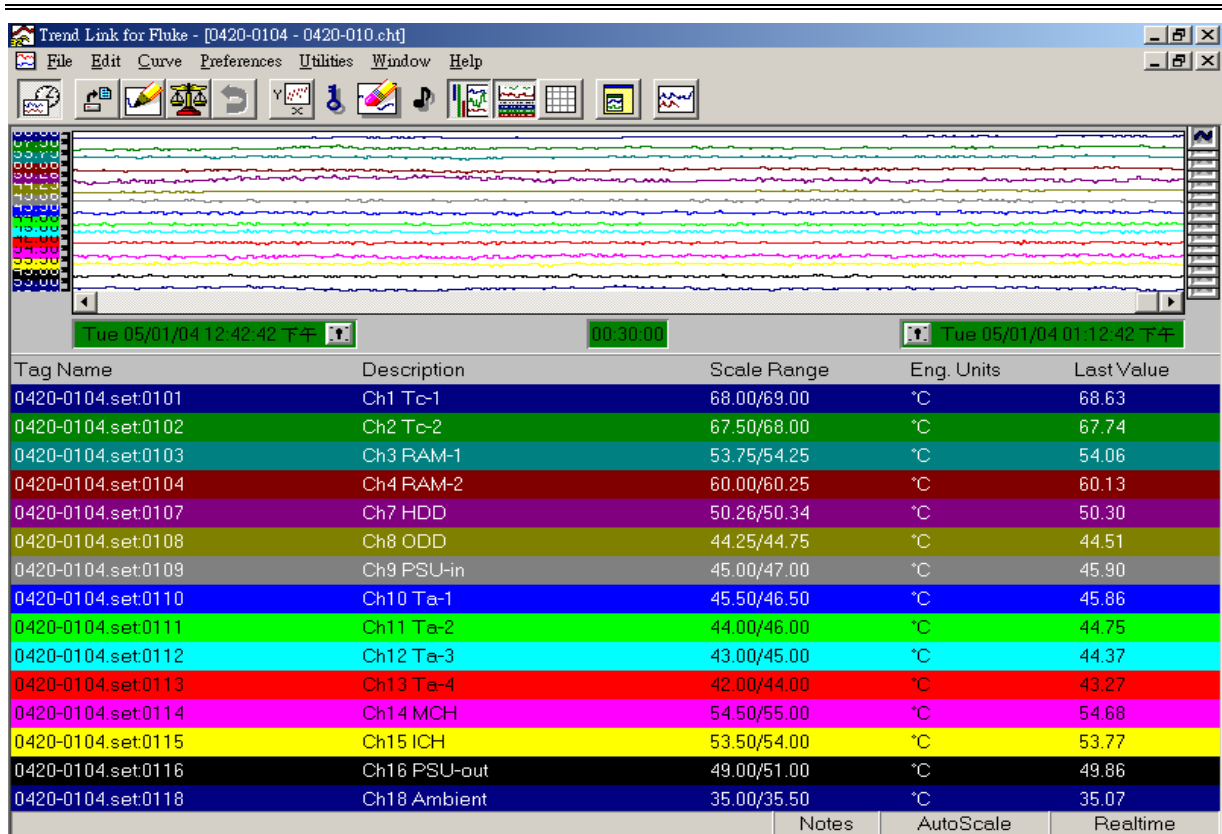 Trend Link for Fluke - [0420-0104 - 0420-010.cht]
File Edit Curve Preferences Utilities Window Help
Tue 05/01/04 12:42:42 下午 00:30:00 Tue 05/01/04 01:12:42 下午
Tag Name Description Scale Range Eng. Units Last Value
0420-0104.set:0101 Ch1 Tc-1 68.00/69.00 °C 68.63
0420-0104.set:0102 Ch2 Tc-2 67.50/68.00 °C 67.74
0420-0104.set:0103 Ch3 RAM-1 53.75/54.25 °C 54.06
0420-0104.set:0104 Ch4 RAM-2 60.00/60.25 °C 60.13
0420-0104.set:0107 Ch7 HDD 50.26/50.34 °C 50.30
0420-0104.set:0108 Ch8 ODD 44.25/44.75 °C 44.51
0420-0104.set:0109 Ch9 PSU-in 45.00/47.00 °C 45.90
0420-0104.set:0110 Ch10 Ta-1 45.50/46.50 °C 45.86
0420-0104.set:0111 Ch11 Ta-2 44.00/46.00 °C 44.75
0420-0104.set:0112 Ch12 Ta-3 43.00/45.00 °C 44.37
0420-0104.set:0113 Ch13 Ta-4 42.00/44.00 °C 43.27
0420-0104.set:0114 Ch14 MCH 54.50/55.00 °C 54.68
0420-0104.set:0115 Ch15 ICH 53.50/54.00 °C 53.77
0420-0104.set:0116 Ch16 PSU-out 49.00/51.00 °C 49.86
0420-0104.set:0118 Ch18 Ambient 35.00/35.50 °C 35.07
Notes AutoScale Realtime